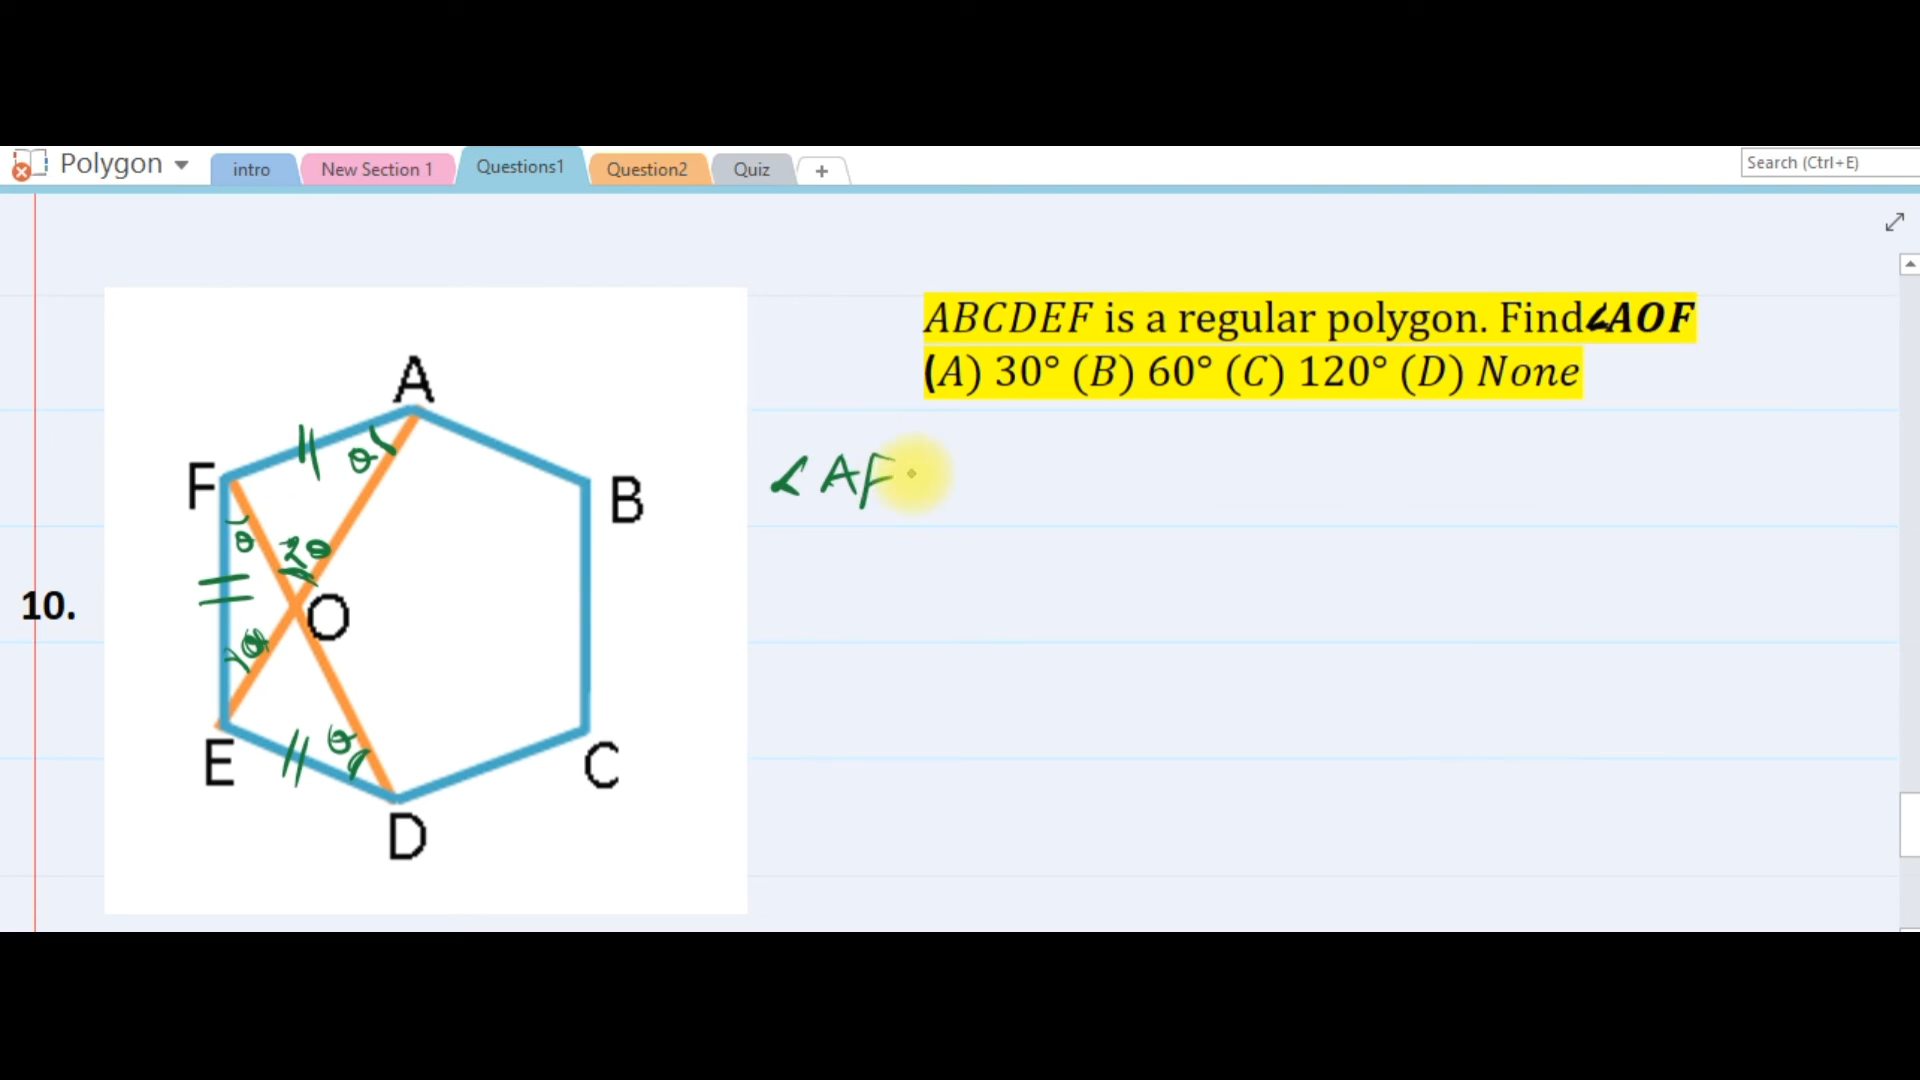 Polygon
intro
New Section 1
Questions1
Question2
Quiz
+
Search (Ctrl+E)
ABCDEF is a regular polygon. Find∠AOF
(A) 30° (B) 60° (C) 120° (D) None
A
F
θ
B
∠AF
θ
2θ
10.
O
θ
E
θ
C
D